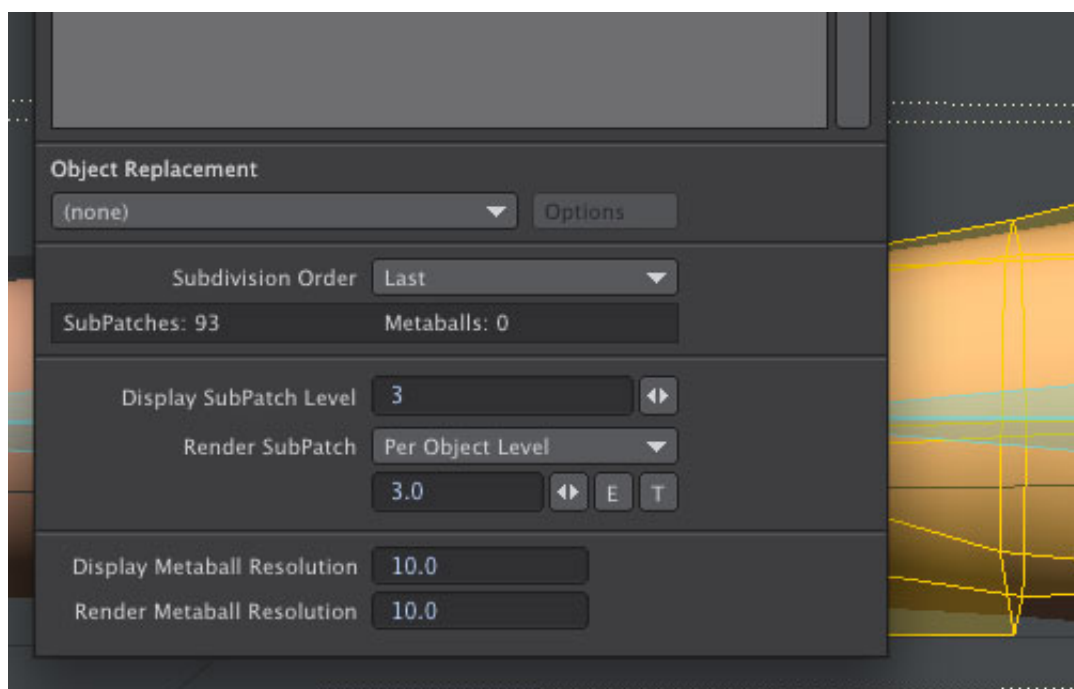 Object Replacement
(none) Options
Subdivision Order Last
SubPatches: 93 Metaballs: 0
Display SubPatch Level 3
Render SubPatch Per Object Level
3.0 E T
Display Metaball Resolution 10.0
Render Metaball Resolution 10.0